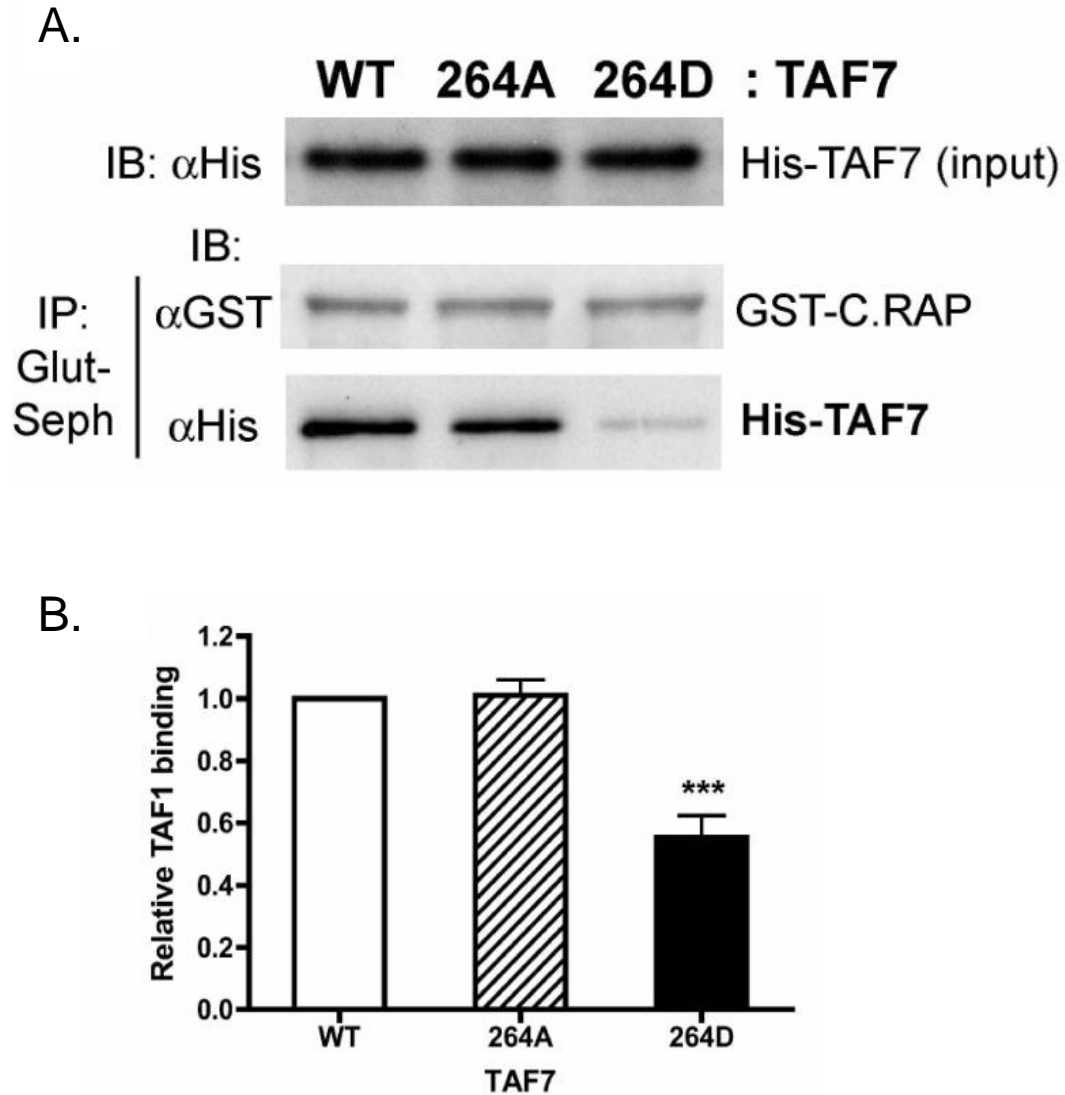 A.
WT 264A 264D : TAF7
IB: αHis His-TAF7 (input)
IB:
IP: Glut-Seph
αGST GST-C.RAP
αHis His-TAF7
B.
Relative TAF1 binding
1.2
1.0
0.8
0.6
0.4
0.2
0.0
***
WT 264A 264D
TAF7